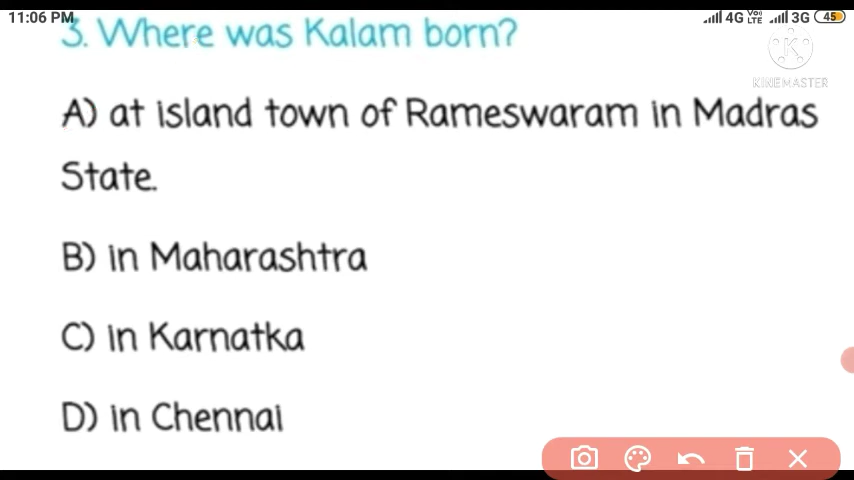 11:06 PM 4G VoD LTE 3G 45
3. Where was Kalam born?
KINEMASTER
A) at island town of Rameswaram in Madras
State.
B) in Maharashtra
C) in Karnatka
D) in Chennai